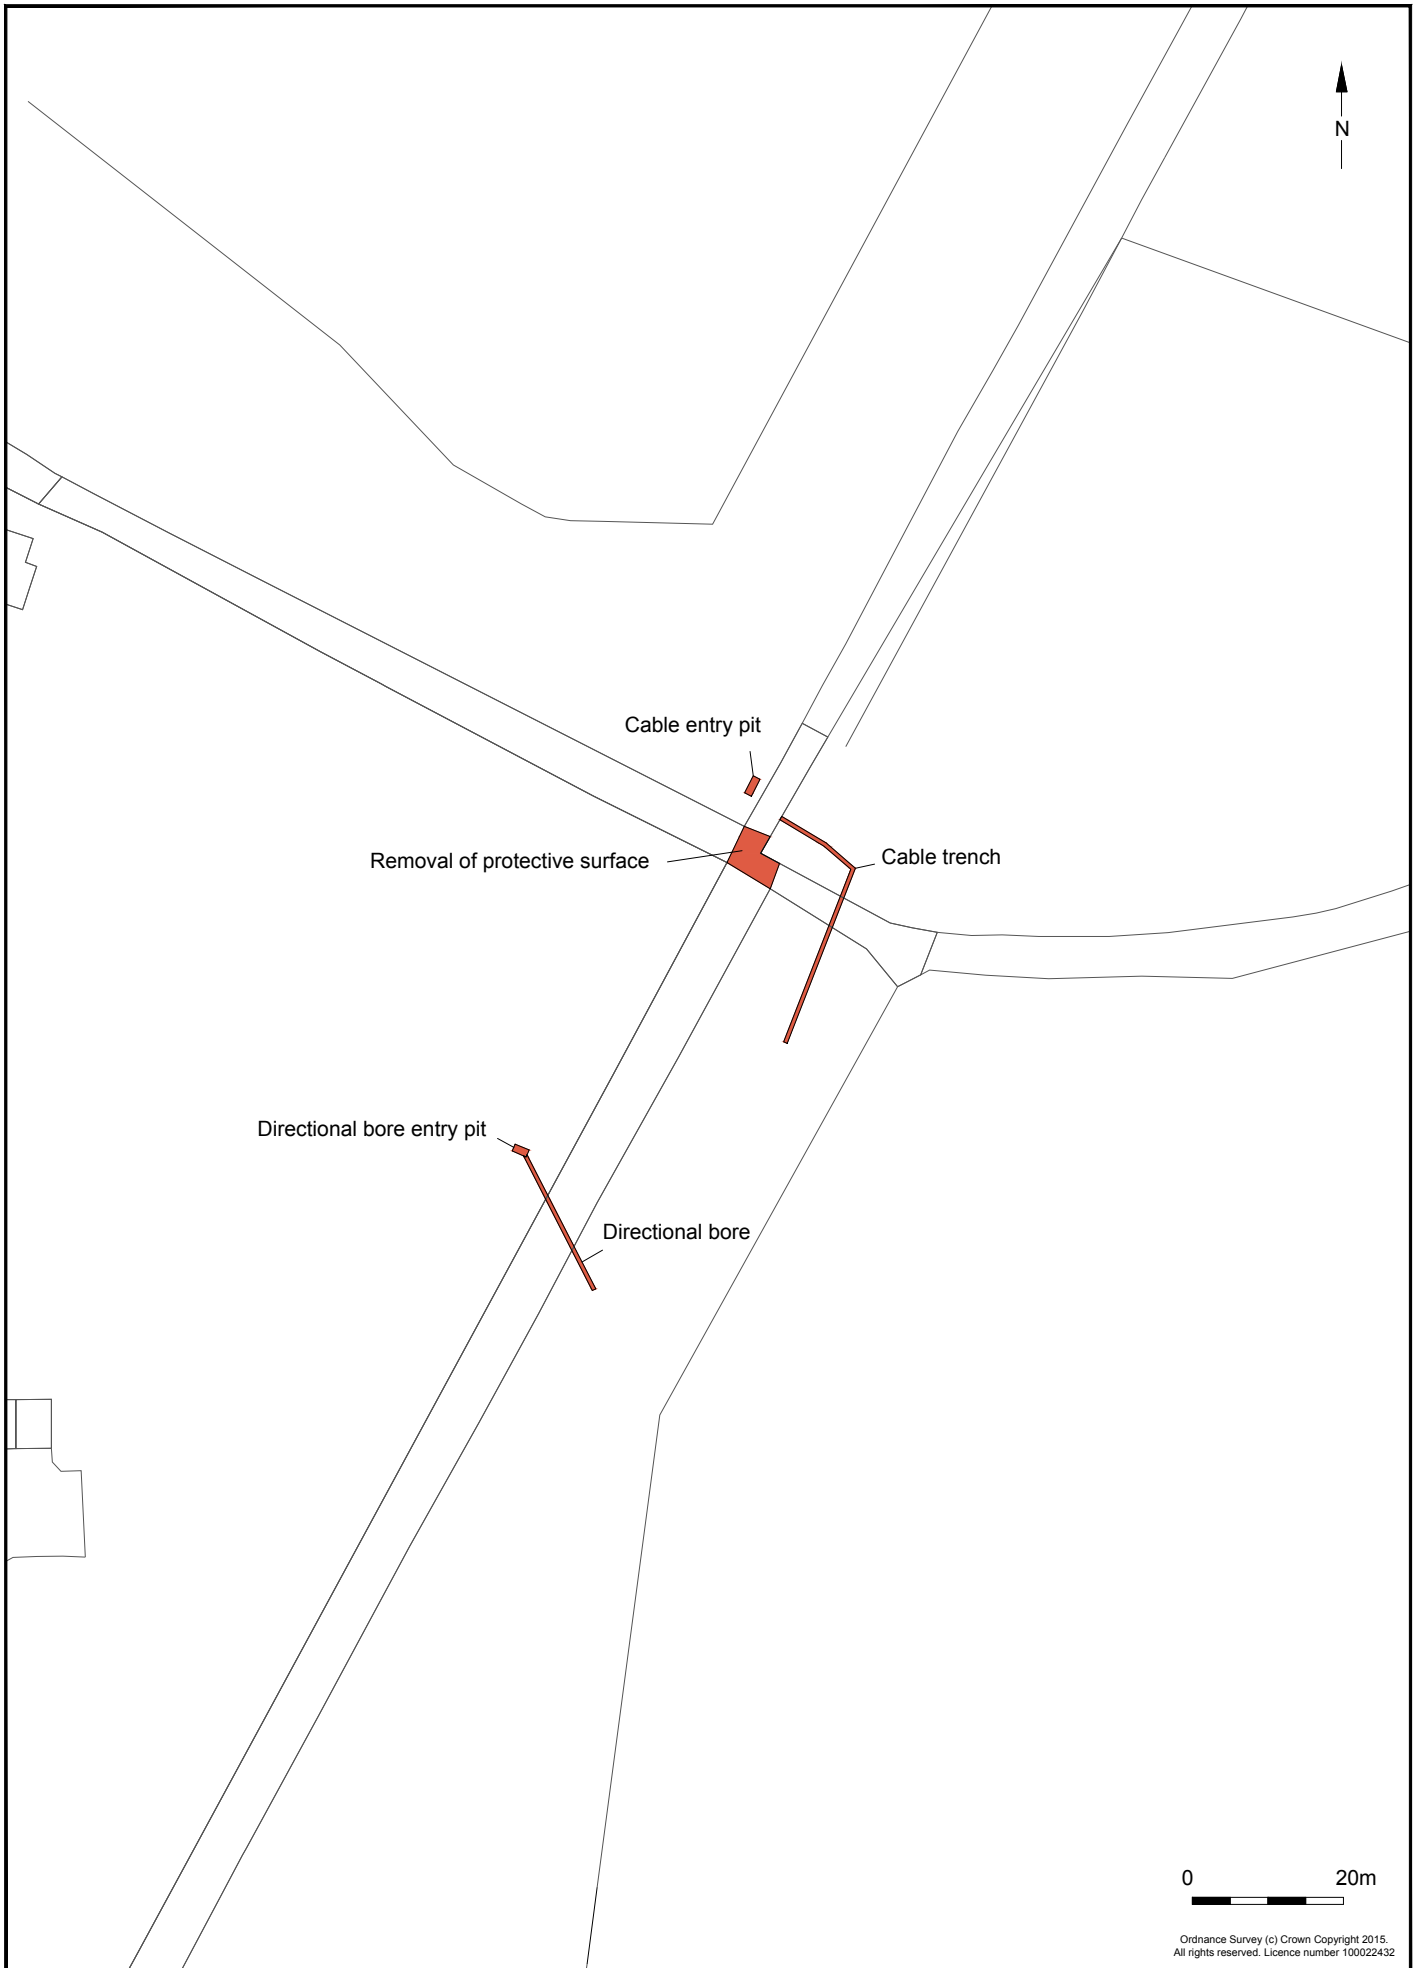 N
Cable entry pit
Removal of protective surface
Cable trench
Directional bore entry pit
Directional bore
0 20m
Ordnance Survey (c) Crown Copyright 2015.
All rights reserved. Licence number 100022432